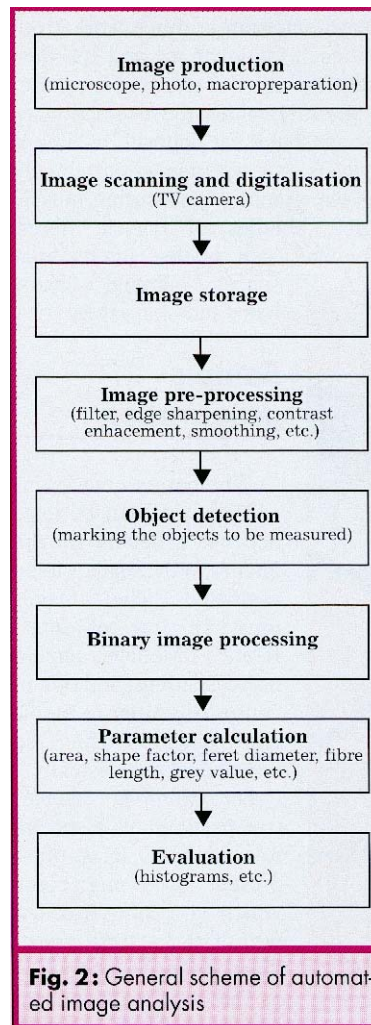 Image production
(microscope, photo, macropreparation)
Image scanning and digitalisation
(TV camera)
Image storage
Image pre-processing
(filter, edge sharpening, contrast
enhacement, smoothing, etc.)
Object detection
(marking the objects to be measured)
Binary image processing
Parameter calculation
(area, shape factor, feret diameter, fibre
length, grey value, etc.)
Evaluation
(histograms, etc.)
Fig. 2: General scheme of automat-
ed image analysis